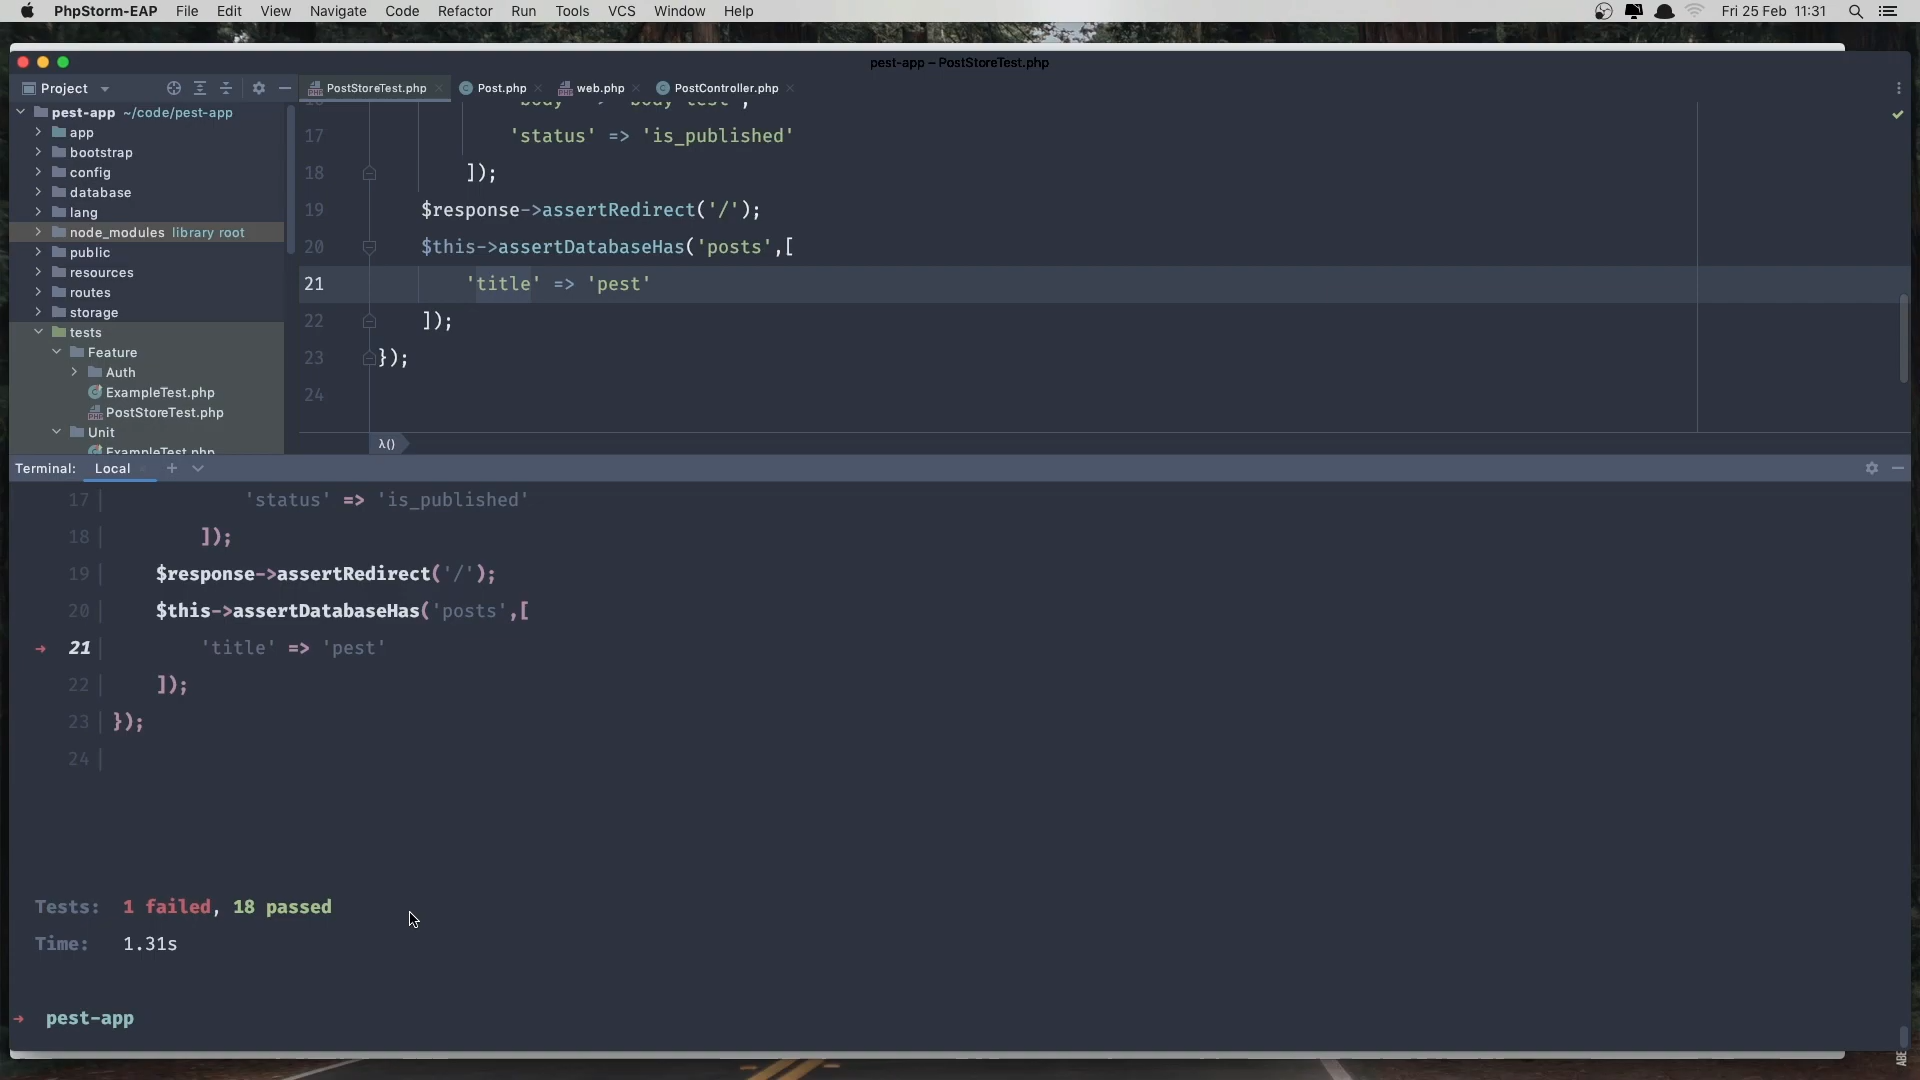 PhpStorm-EAP File Edit View Navigate Code Refactor Run Tools VCS Window Help Fri 25 Feb 11:31
pest-app – PostStoreTest.php
Project PostStoreTest.php Post.php web.php PostController.php
pest-app ~/code/pest-app
app
bootstrap
config
database
lang
node_modules library root
public
resources
routes
storage
tests
Feature
Auth
ExampleTest.php
PostStoreTest.php
Unit
ExampleTest.php
17 'status' => 'is_published'
18 ]);
19 $response->assertRedirect('/');
20 $this->assertDatabaseHas('posts',[
21 'title' => 'pest'
22 ]);
23 });
24
λ()
Terminal: Local
17 'status' => 'is_published'
18 ]);
19 $response->assertRedirect('/');
20 $this->assertDatabaseHas('posts',[
➜ 21 'title' => 'pest'
22 ]);
23 });
24
Tests: 1 failed, 18 passed
Time: 1.31s
➜ pest-app